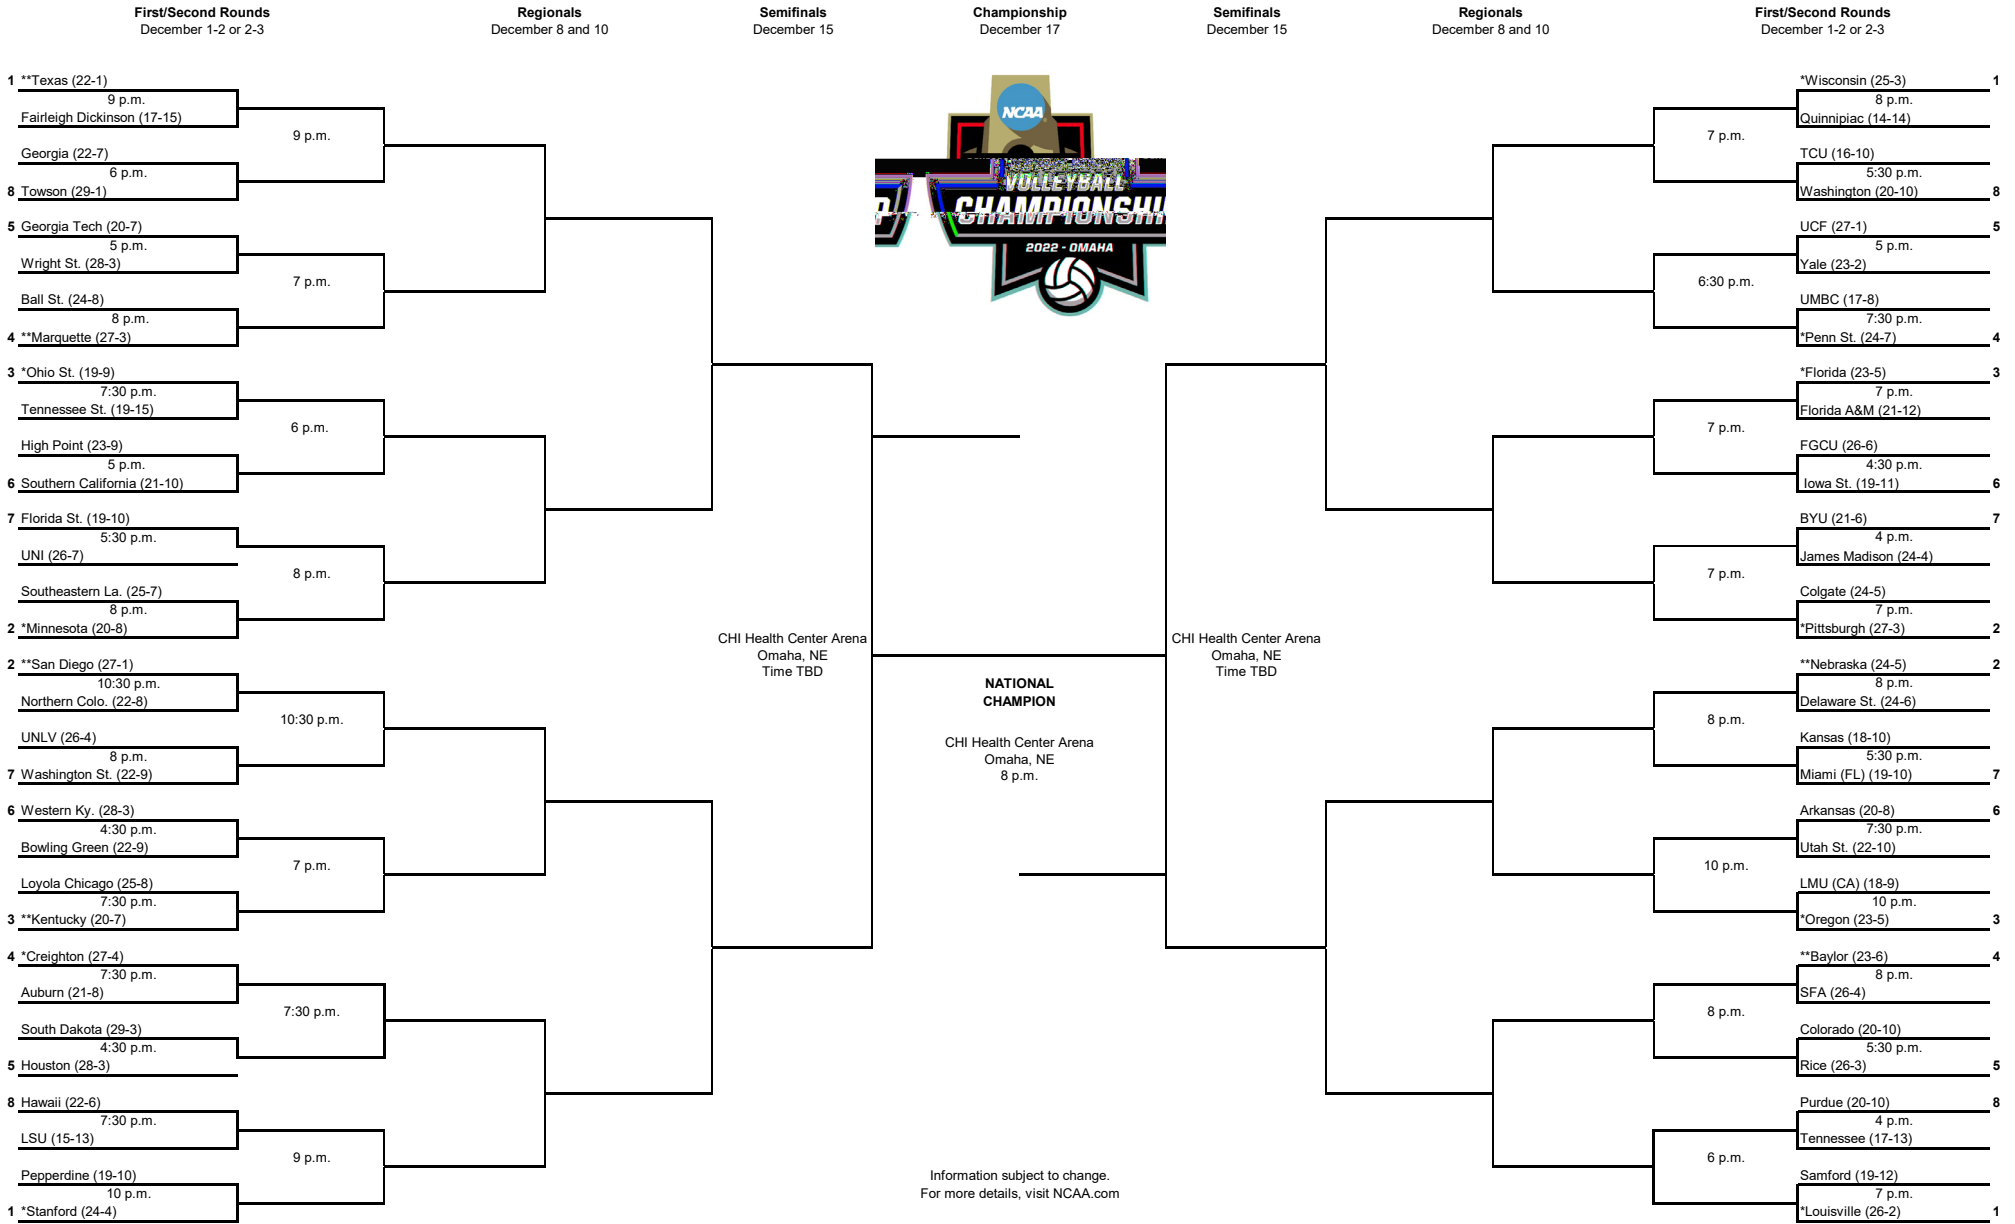 First/Second Rounds
December 1-2 or 2-3
Regionals
December 8 and 10
Semifinals
December 15
Championship
December 17
Semifinals
December 15
Regionals
December 8 and 10
First/Second Rounds
December 1-2 or 2-3
1 **Texas (22-1)
9 p.m.
Fairleigh Dickinson (17-15)
9 p.m.
Georgia (22-7)
6 p.m.
8 Towson (29-1)
5 Georgia Tech (20-7)
5 p.m.
Wright St. (28-3)
7 p.m.
Ball St. (24-8)
8 p.m.
4 **Marquette (27-3)
3 *Ohio St. (19-9)
7:30 p.m.
Tennessee St. (19-15)
6 p.m.
High Point (23-9)
5 p.m.
6 Southern California (21-10)
7 Florida St. (19-10)
5:30 p.m.
UNI (26-7)
8 p.m.
Southeastern La. (25-7)
8 p.m.
2 *Minnesota (20-8)
2 **San Diego (27-1)
10:30 p.m.
Northern Colo. (22-8)
10:30 p.m.
UNLV (26-4)
8 p.m.
7 Washington St. (22-9)
6 Western Ky. (28-3)
4:30 p.m.
Bowling Green (22-9)
7 p.m.
Loyola Chicago (25-8)
7:30 p.m.
3 **Kentucky (20-7)
4 *Creighton (27-4)
7:30 p.m.
Auburn (21-8)
7:30 p.m.
South Dakota (29-3)
4:30 p.m.
5 Houston (28-3)
8 Hawaii (22-6)
7:30 p.m.
LSU (15-13)
9 p.m.
Pepperdine (19-10)
10 p.m.
1 *Stanford (24-4)
CHI Health Center Arena
Omaha, NE
Time TBD
NCAA
VOLLEYBALL
P CHAMPIONSHI
2022 - OMAHA
NATIONAL
CHAMPION
CHI Health Center Arena
Omaha, NE
8 p.m.
Information subject to change.
For more details, visit NCAA.com
CHI Health Center Arena
Omaha, NE
Time TBD
*Wisconsin (25-3) 1
8 p.m.
Quinnipiac (14-14)
7 p.m.
TCU (16-10)
5:30 p.m.
Washington (20-10) 8
UCF (27-1) 5
5 p.m.
Yale (23-2)
6:30 p.m.
UMBC (17-8)
7:30 p.m.
*Penn St. (24-7) 4
*Florida (23-5) 3
7 p.m.
Florida A&M (21-12)
7 p.m.
FGCU (26-6)
4:30 p.m.
Iowa St. (19-11) 6
BYU (21-6) 7
4 p.m.
James Madison (24-4)
7 p.m.
Colgate (24-5)
7 p.m.
*Pittsburgh (27-3) 2
**Nebraska (24-5) 2
8 p.m.
Delaware St. (24-6)
8 p.m.
Kansas (18-10)
5:30 p.m.
Miami (FL) (19-10) 7
Arkansas (20-8) 6
7:30 p.m.
Utah St. (22-10)
10 p.m.
LMU (CA) (18-9)
10 p.m.
*Oregon (23-5) 3
**Baylor (23-6) 4
8 p.m.
SFA (26-4)
8 p.m.
Colorado (20-10)
5:30 p.m.
Rice (26-3) 5
Purdue (20-10) 8
4 p.m.
Tennessee (17-13)
6 p.m.
Samford (19-12)
7 p.m.
*Louisville (26-2) 1